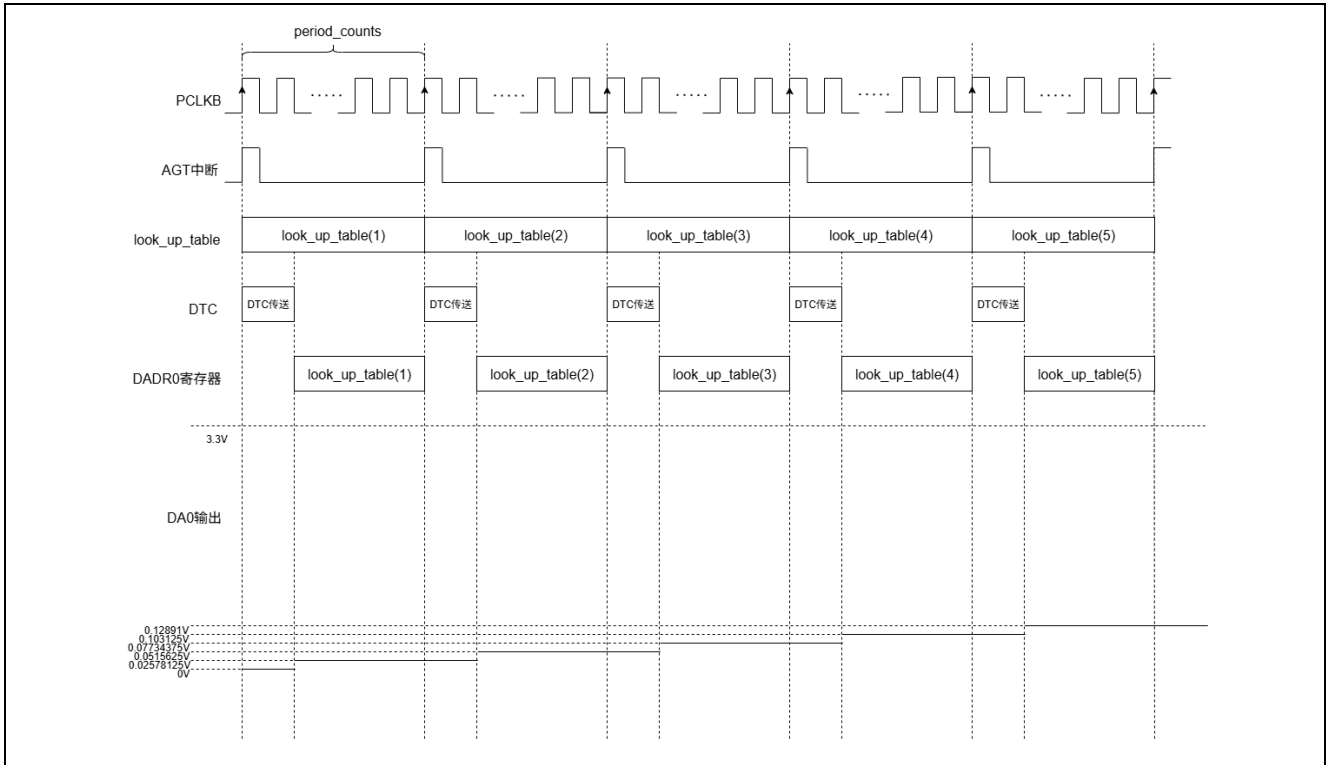 period_counts
PCLKB
AGT中断
look_up_table
look_up_table(1) look_up_table(2) look_up_table(3) look_up_table(4) look_up_table(5)
DTC
DTC传送 DTC传送 DTC传送 DTC传送 DTC传送
DADR0寄存器
look_up_table(1) look_up_table(2) look_up_table(3) look_up_table(4) look_up_table(5)
3.3V
DA0输出
0.12891V
0.103125V
0.07734375V
0.0515625V
0.02578125V
0V